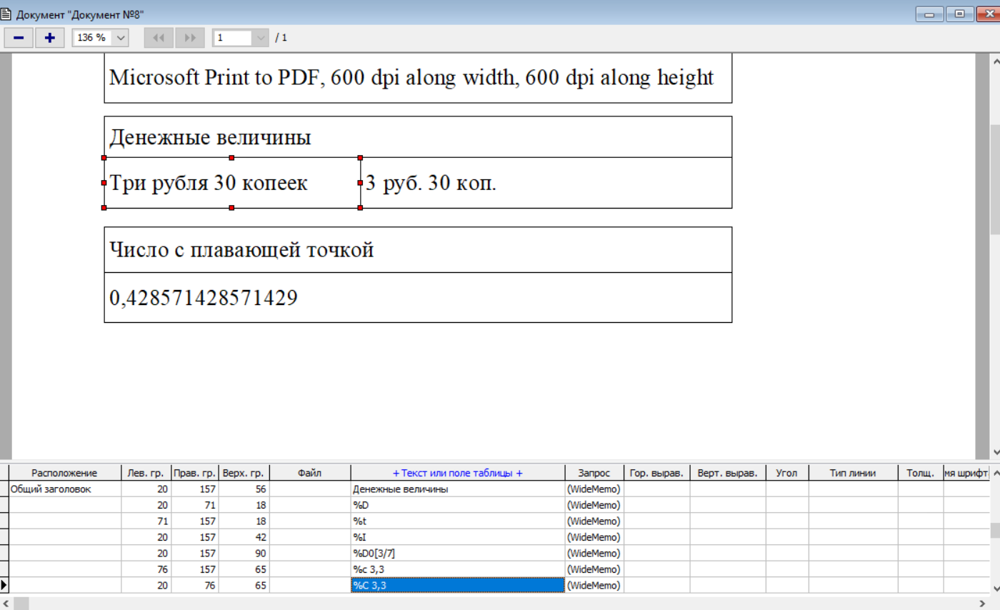 Документ "Документ №8"
136 % 1 / 1
Microsoft Print to PDF, 600 dpi along width, 600 dpi along height
Денежные величины
Три рубля 30 копеек 3 руб. 30 коп.
Число с плавающей точкой
0,428571428571429
Расположение Лев. гр. Прав. гр. Верх. гр. Файл + Текст или поле таблицы + Запрос Гор. вырав. Верт. вырав. Угол Тип линии Толщ. мя шрифт
Общий заголовок 20 157 56 Денежные величины (WideMemo)
20 71 18 %D (WideMemo)
71 157 18 %t (WideMemo)
20 157 42 %I (WideMemo)
20 157 90 %D0[3/7] (WideMemo)
76 157 65 %c 3,3 (WideMemo)
20 76 65 %C 3,3 (WideMemo)